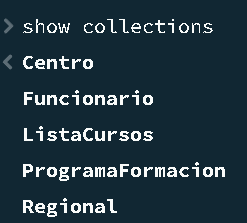 > show collections
< Centro
Funcionario
ListaCursos
ProgramaFormacion
Regional